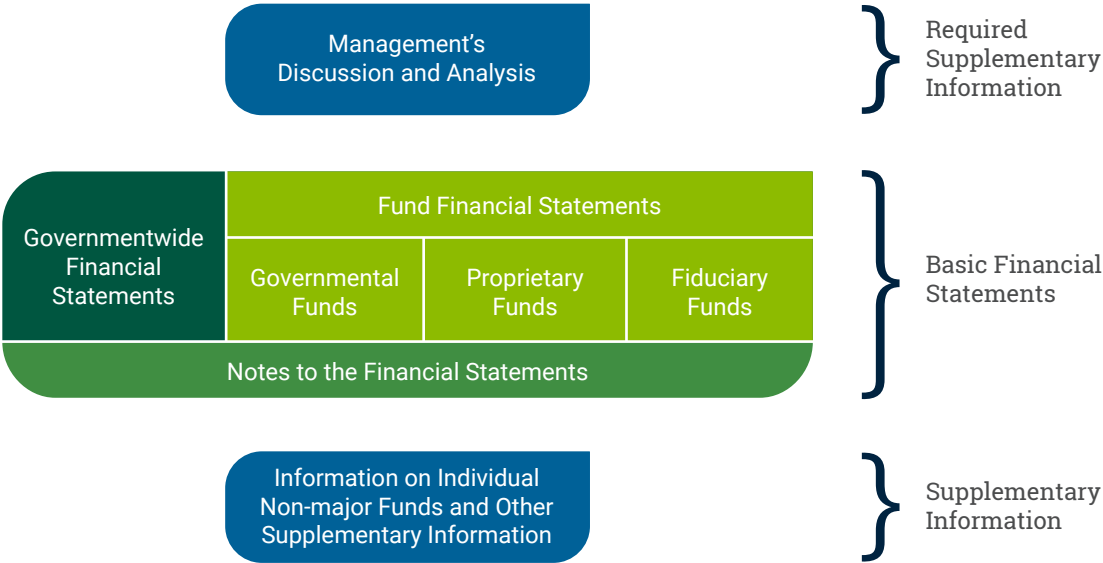 Management’s
Discussion and Analysis
Required
Supplementary
Information
Governmentwide
Financial
Statements
Fund Financial Statements
Governmental
Funds
Proprietary
Funds
Fiduciary
Funds
Notes to the Financial Statements
Basic Financial
Statements
Information on Individual
Non-major Funds and Other
Supplementary Information
Supplementary
Information